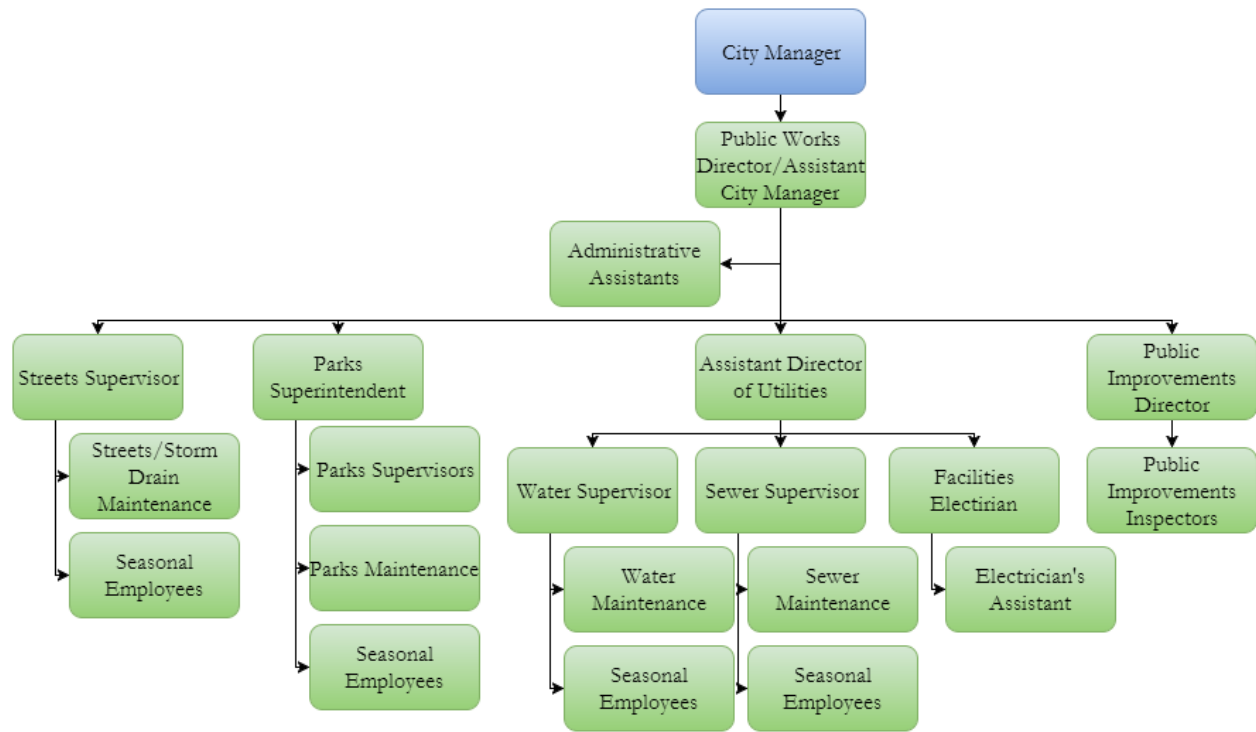 City Manager
Public Works
Director/Assistant
City Manager
Administrative
Assistants
Streets Supervisor
Parks
Superintendent
Assistant Director
of Utilities
Public
Improvements
Director
Streets/Storm
Drain
Maintenance
Seasonal
Employees
Parks Supervisors
Parks Maintenance
Seasonal
Employees
Water Supervisor
Sewer Supervisor
Facilities
Electirian
Public
Improvements
Inspectors
Water
Maintenance
Seasonal
Employees
Sewer
Maintenance
Seasonal
Employees
Electrician's
Assistant